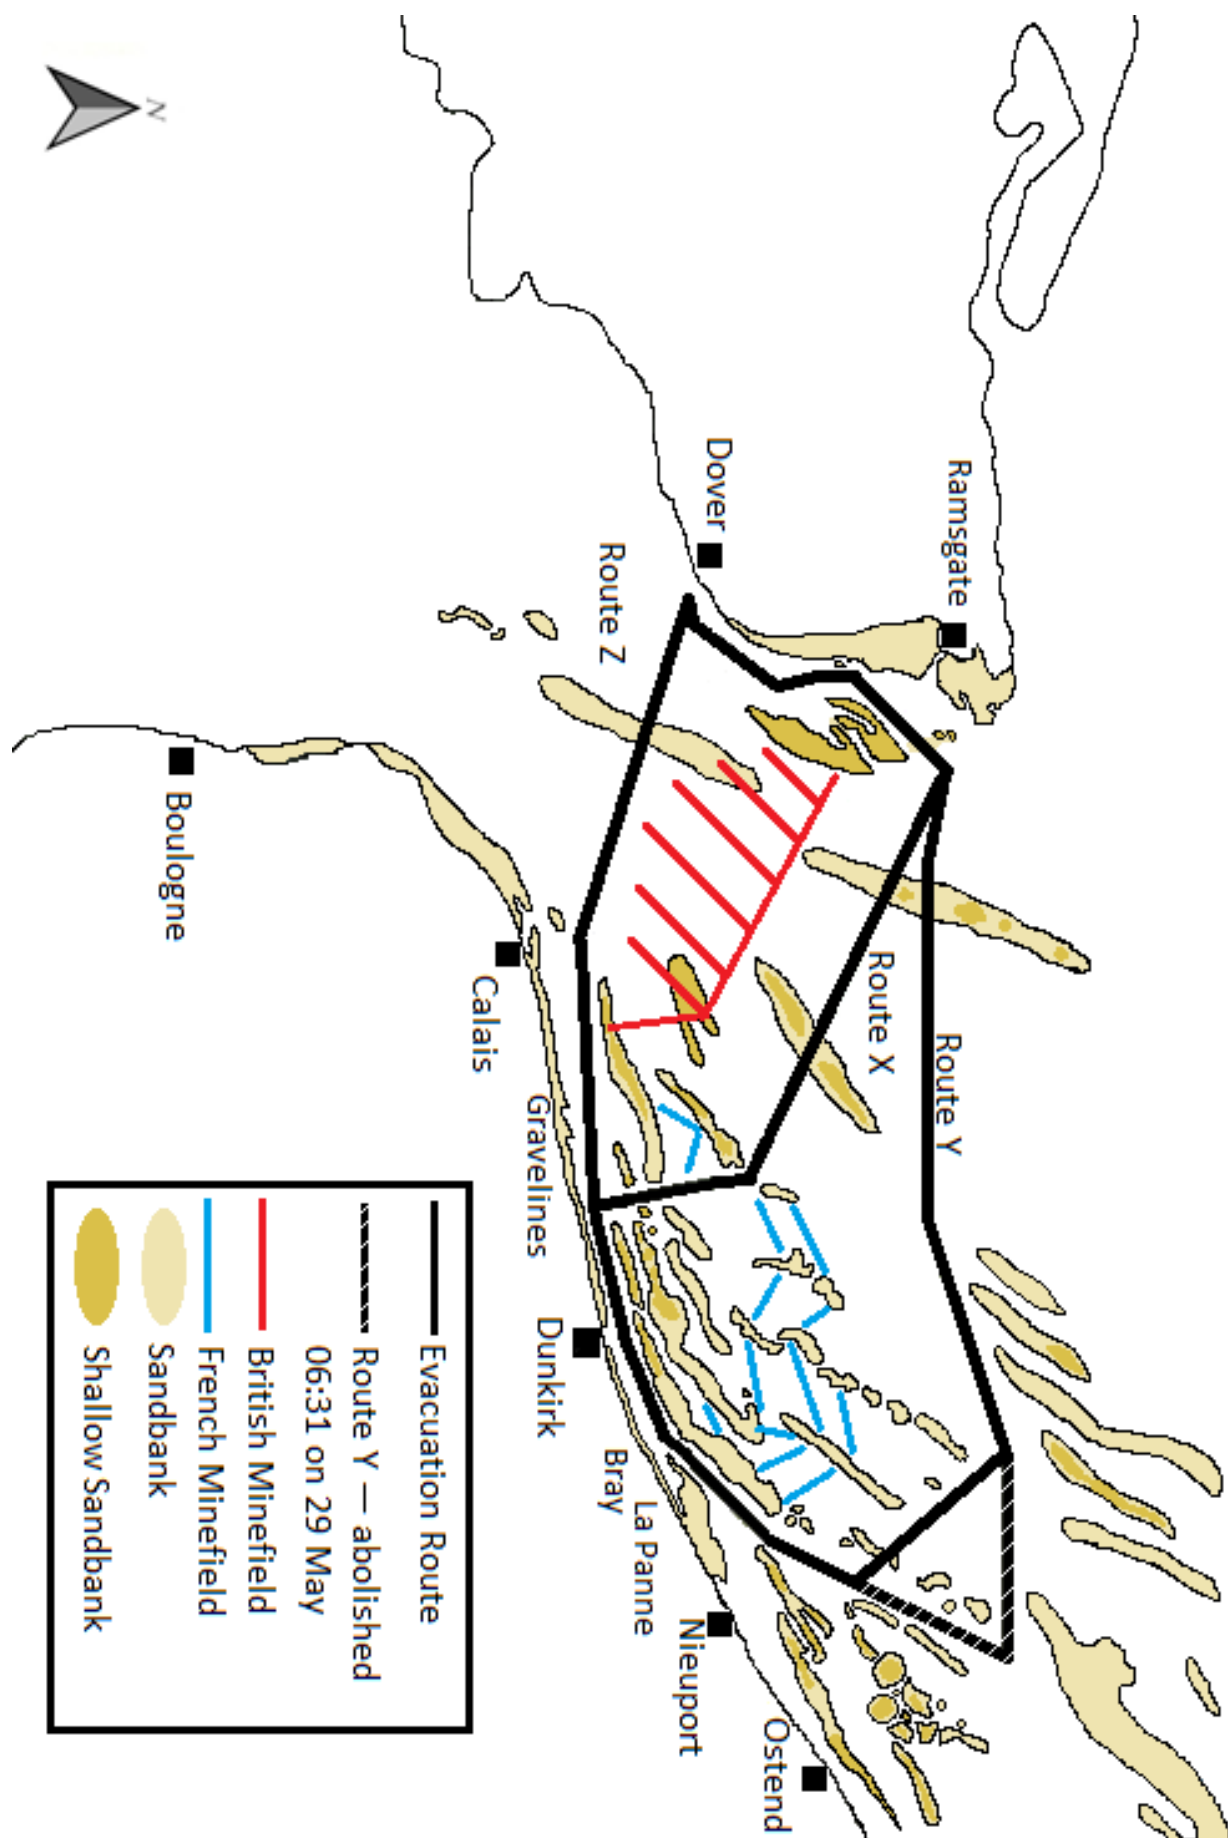 N
Ramsgate
Dover
Route Z
Route Y
Route X
Boulogne
Calais
Gravelines
Dunkirk
Bray
La Panne
Nieuport
Ostend
Evacuation Route
Route Y — abolished
06:31 on 29 May
British Minefield
French Minefield
Sandbank
Shallow Sandbank